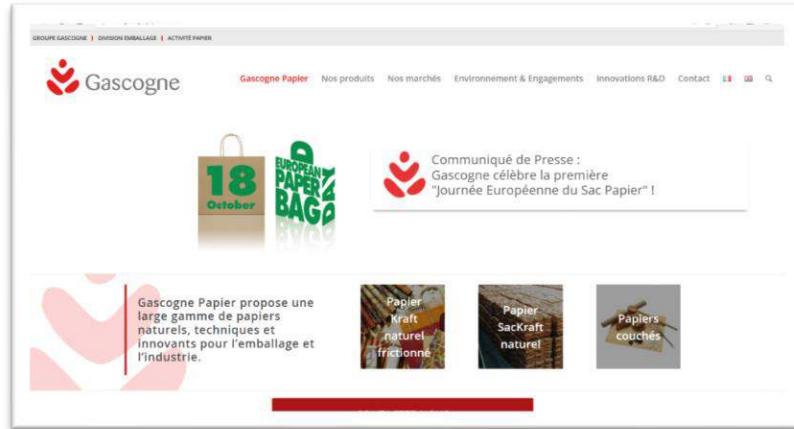 GROUPE GASCOGNE | DIVISION EMBALLAGE | ACTIVITÉ PAPIER
Gascogne
Gascogne Papier Nos produits Nos marchés Environnement & Engagements Innovations R&D Contact
18
October
EUROPEAN
PAPER
BAG
DAY
Communiqué de Presse :
Gascogne célèbre la première
"Journée Européenne du Sac Papier" !
Gascogne Papier propose une
large gamme de papiers
naturels, techniques et
innovants pour l'emballage et
l'industrie.
Papier
Kraft
naturel
frictionné
Papier
SacKraft
naturel
Papiers
couchés